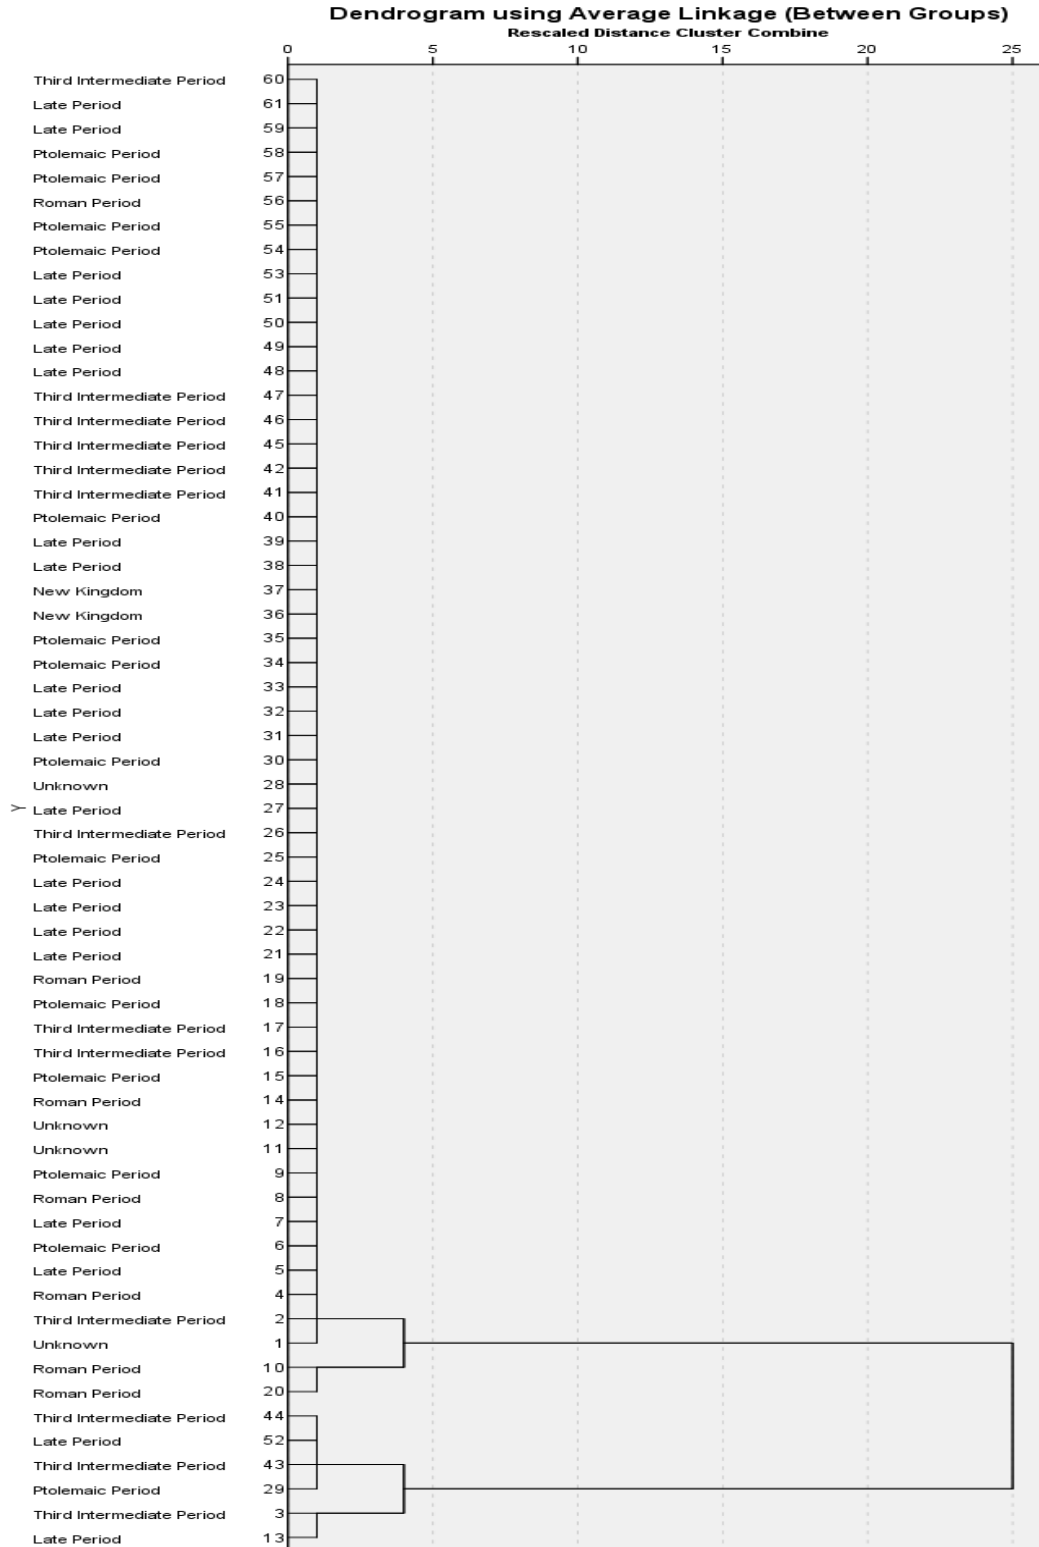 Dendrogram using Average Linkage (Between Groups)
Rescaled Distance Cluster Combine
0 5 10 15 20 25
Third Intermediate Period 60
Late Period 61
Late Period 59
Ptolemaic Period 58
Ptolemaic Period 57
Roman Period 56
Ptolemaic Period 55
Ptolemaic Period 54
Late Period 53
Late Period 51
Late Period 50
Late Period 49
Late Period 48
Third Intermediate Period 47
Third Intermediate Period 46
Third Intermediate Period 45
Third Intermediate Period 42
Third Intermediate Period 41
Ptolemaic Period 40
Late Period 39
Late Period 38
New Kingdom 37
New Kingdom 36
Ptolemaic Period 35
Ptolemaic Period 34
Late Period 33
Late Period 32
Late Period 31
Ptolemaic Period 30
Unknown 28
Y
Late Period 27
Third Intermediate Period 26
Ptolemaic Period 25
Late Period 24
Late Period 23
Late Period 22
Late Period 21
Roman Period 19
Ptolemaic Period 18
Third Intermediate Period 17
Third Intermediate Period 16
Ptolemaic Period 15
Roman Period 14
Unknown 12
Unknown 11
Ptolemaic Period 9
Roman Period 8
Late Period 7
Ptolemaic Period 6
Late Period 5
Roman Period 4
Third Intermediate Period 2
Unknown 1
Roman Period 10
Roman Period 20
Third Intermediate Period 44
Late Period 52
Third Intermediate Period 43
Ptolemaic Period 29
Third Intermediate Period 3
Late Period 13